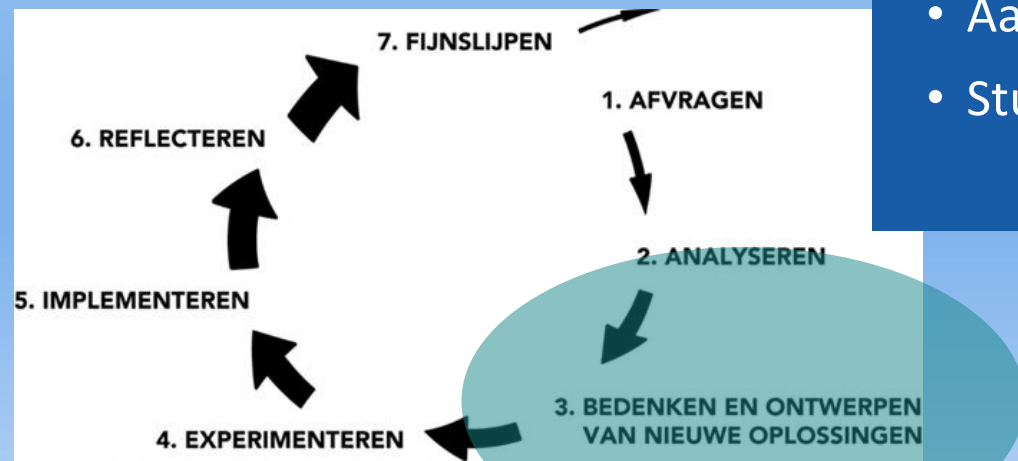 7. FIJNSLIJPEN
1. AFVRAGEN
6. REFLECTEREN
2. ANALYSEREN
5. IMPLEMENTEREN
3. BEDENKEN EN ONTWERPEN
VAN NIEUWE OPLOSSINGEN
4. EXPERIMENTEREN